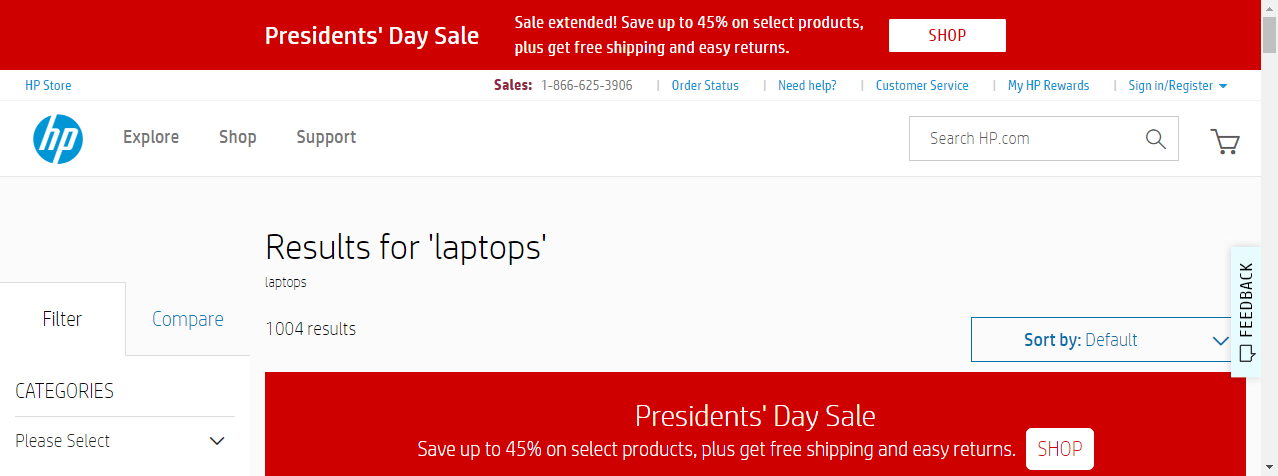 Presidents' Day Sale
Sale extended! Save up to 45% on select products,
plus get free shipping and easy returns.
SHOP
HP Store
Sales: 1-866-625-3906
Order Status
Need help?
Customer Service
My HP Rewards
Sign in/Register
hp
Explore
Shop
Support
Search HP.com
Results for 'laptops'
laptops
1004 results
Sort by: Default
FEEDBACK
Filter
Compare
CATEGORIES
Please Select
Presidents' Day Sale
Save up to 45% on select products, plus get free shipping and easy returns.
SHOP